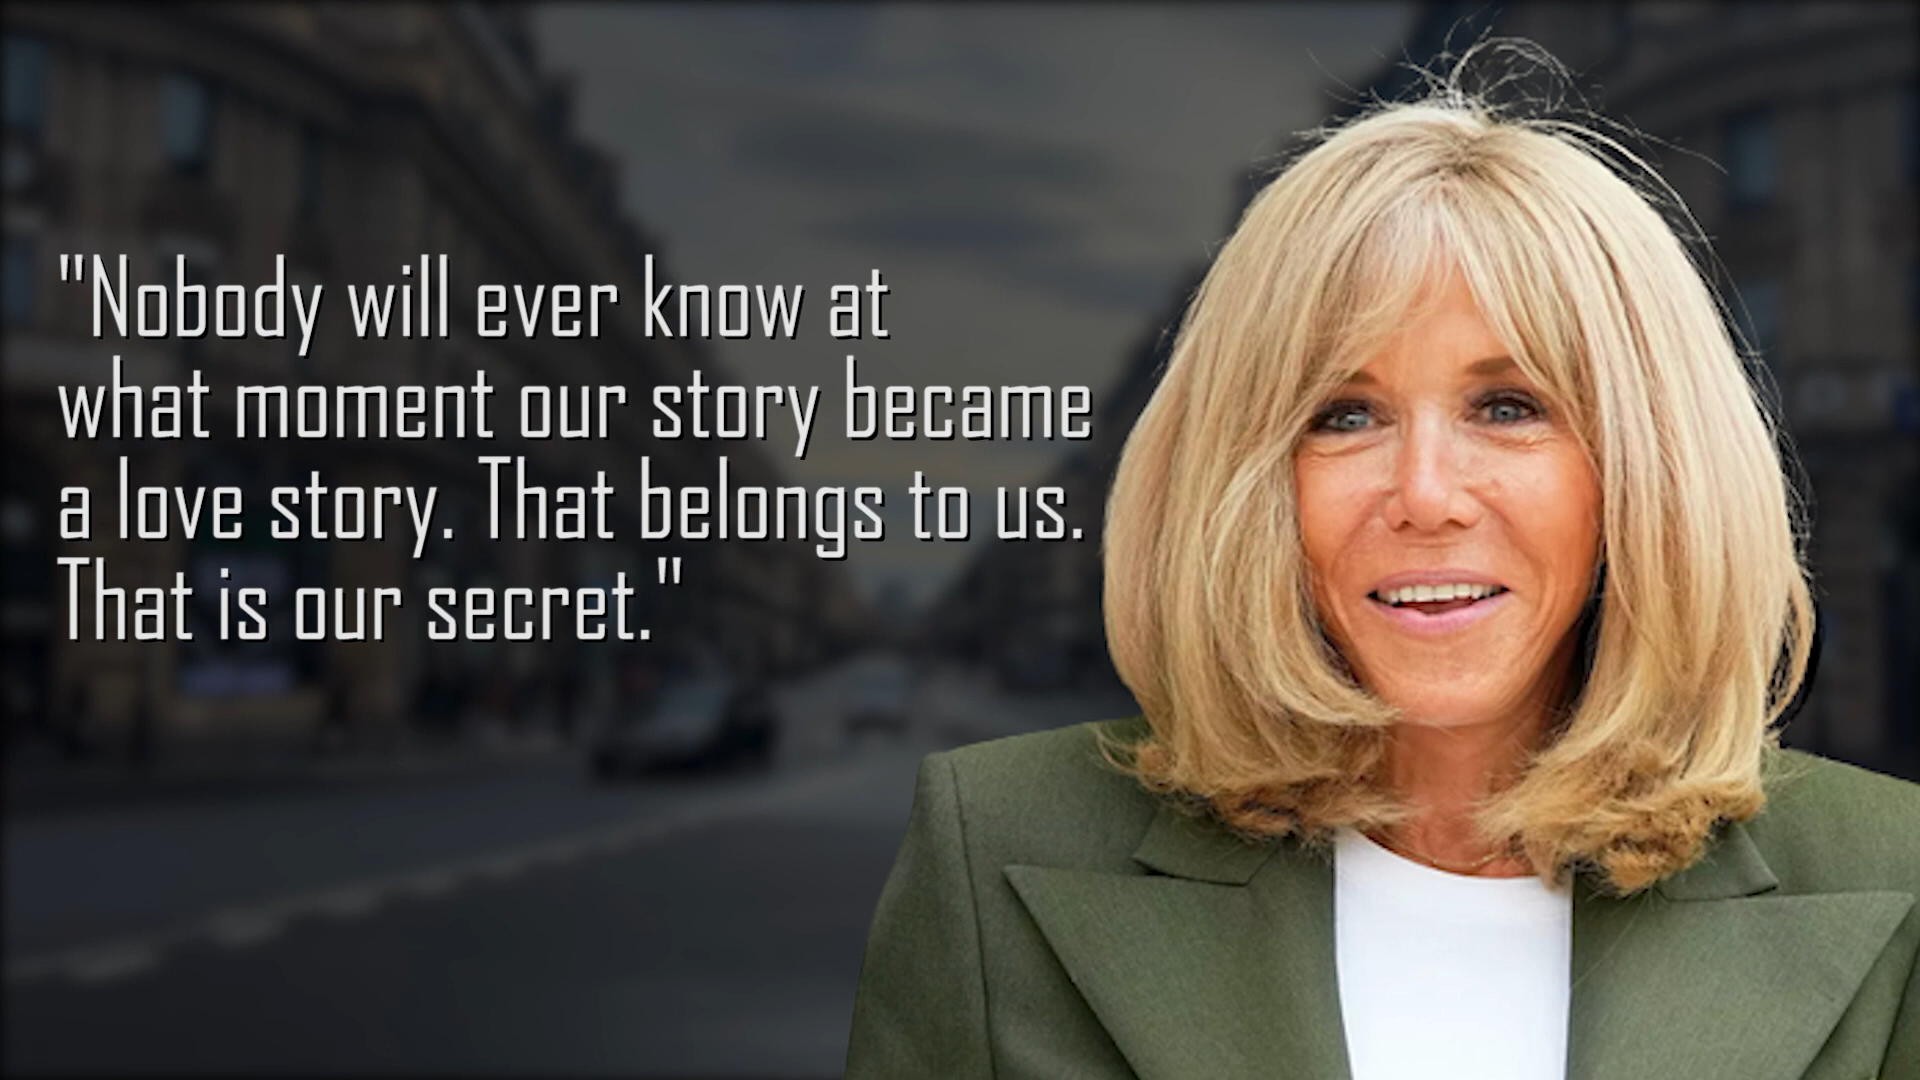 "Nobody will ever know at
what moment our story became
a love story. That belongs to us.
That is our secret."